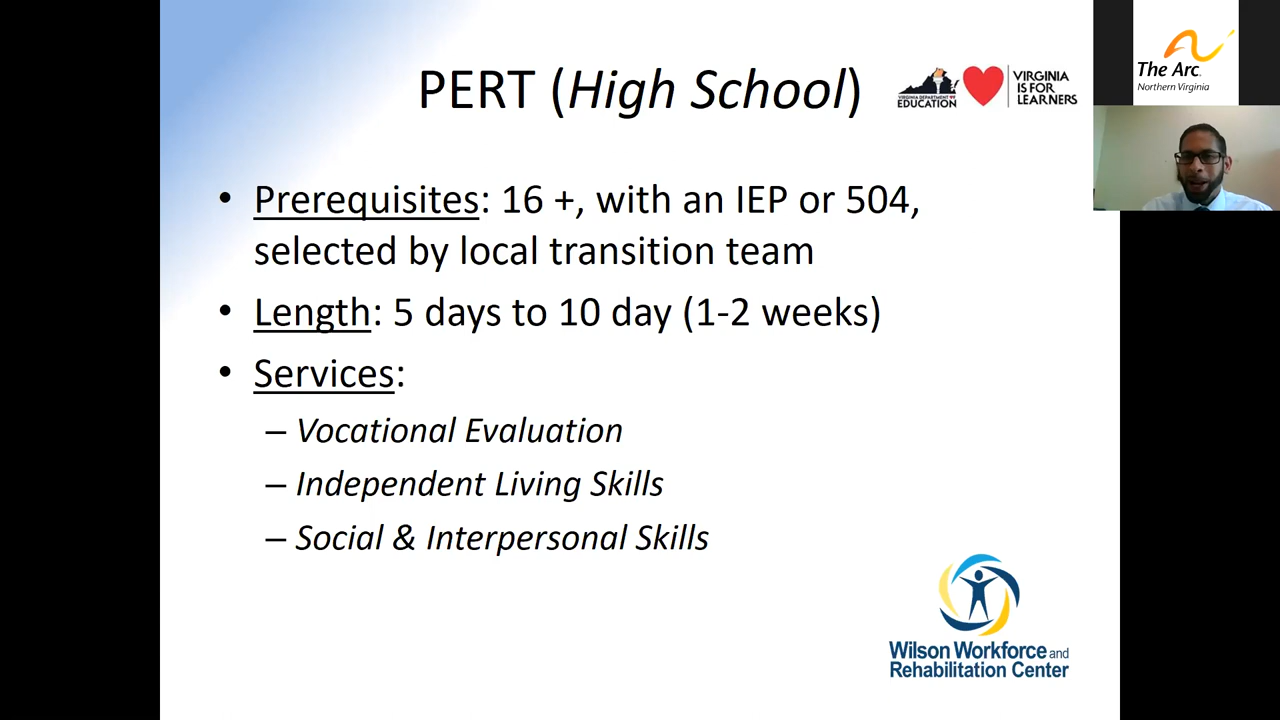 PERT (High School)
VIRGINIA DEPARTMENT OF
EDUCATION
VIRGINIA
IS FOR
LEARNERS
The Arc.
Northern Virginia
• Prerequisites: 16 +, with an IEP or 504,
selected by local transition team
• Length: 5 days to 10 day (1-2 weeks)
• Services:
– Vocational Evaluation
– Independent Living Skills
– Social & Interpersonal Skills
Wilson Workforce and
Rehabilitation Center